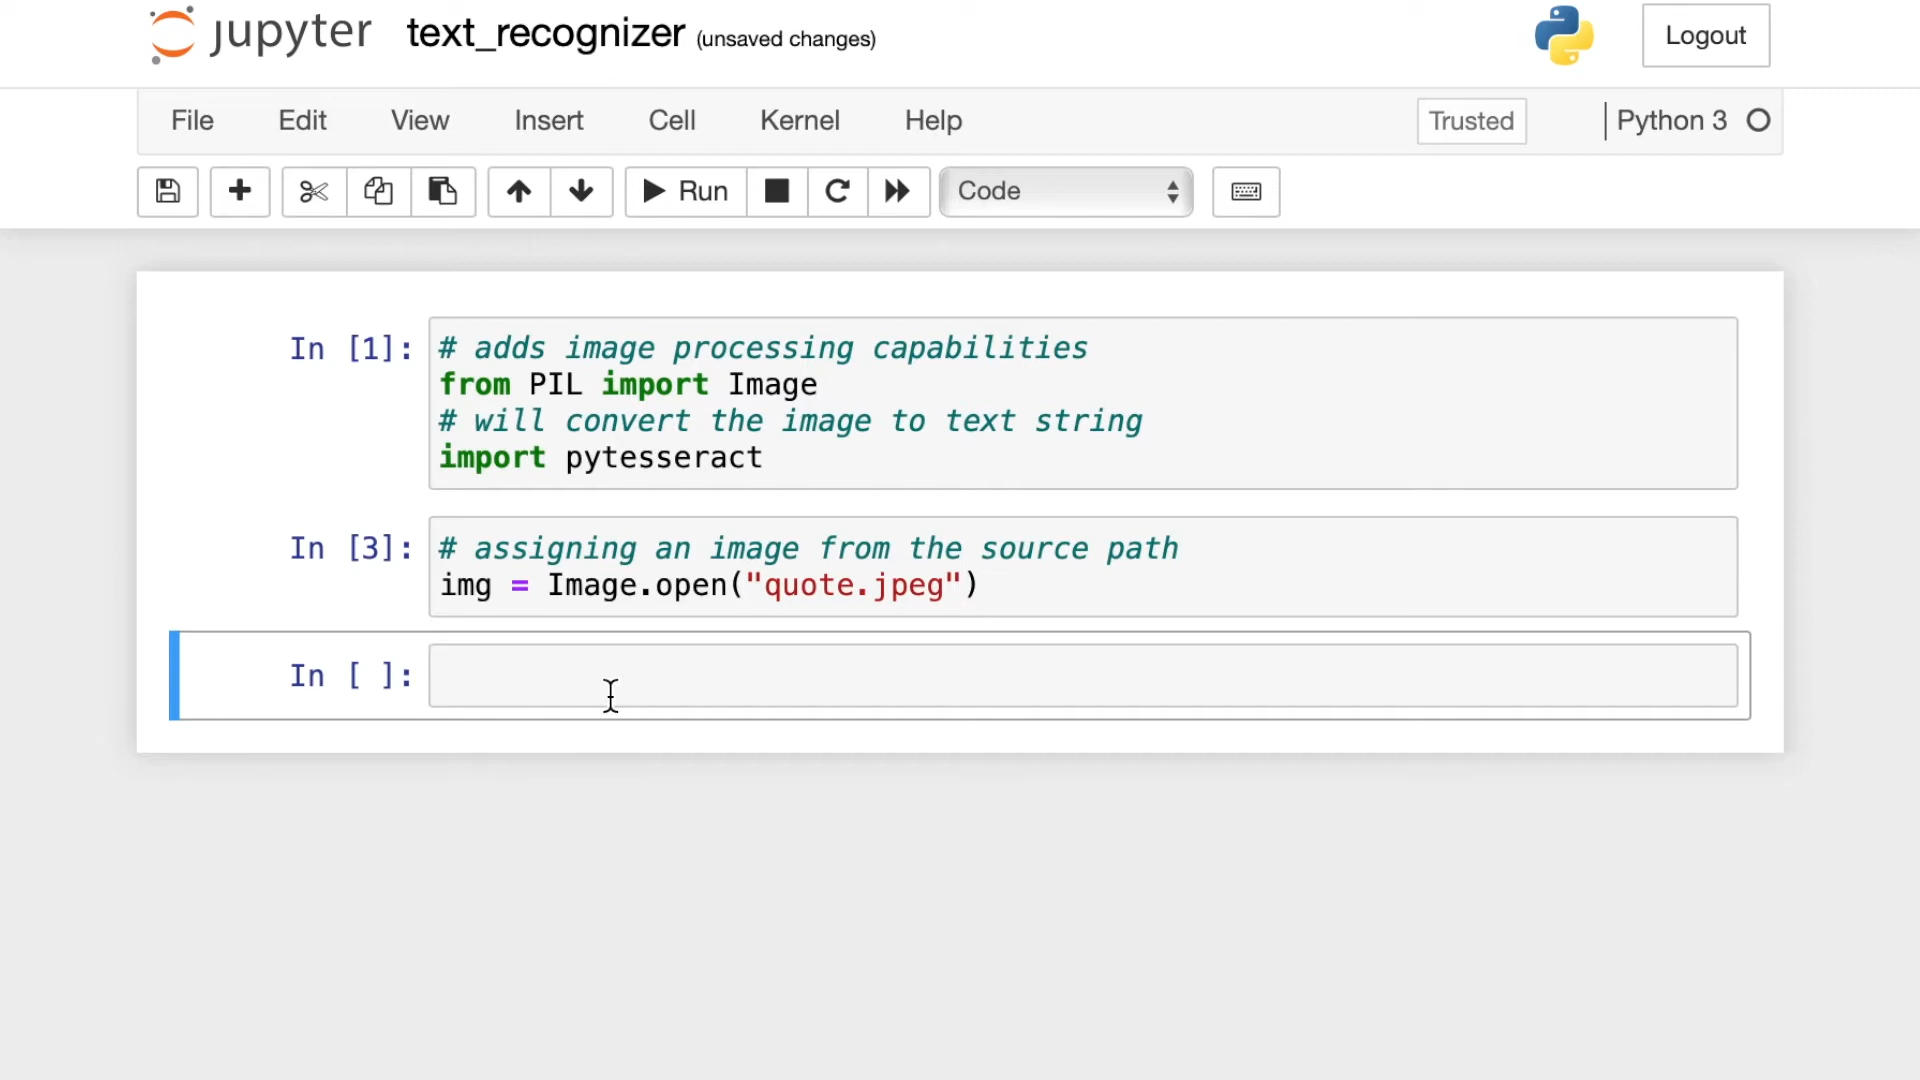 jupyter text_recognizer (unsaved changes) Logout
File Edit View Insert Cell Kernel Help Trusted Python 3
Run Code
In [1]: # adds image processing capabilities
from PIL import Image
# will convert the image to text string
import pytesseract
In [3]: # assigning an image from the source path
img = Image.open("quote.jpeg")
In [ ]: